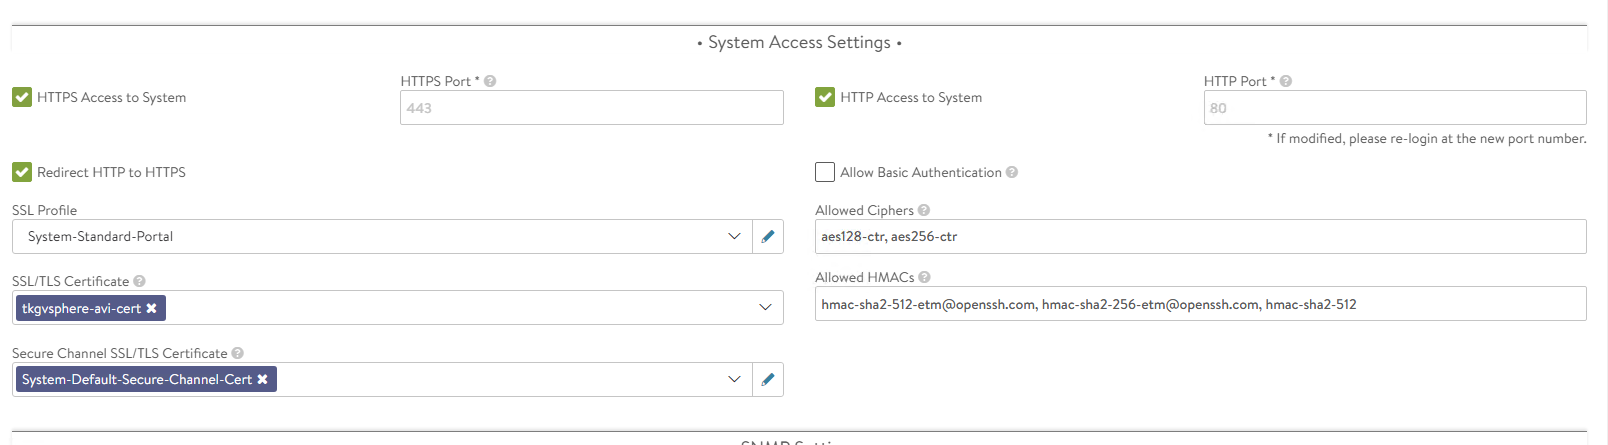 • System Access Settings •
HTTPS Access to System
HTTPS Port *
443
HTTP Access to System
HTTP Port *
80
* If modified, please re-login at the new port number.
Redirect HTTP to HTTPS
Allow Basic Authentication
SSL Profile
System-Standard-Portal
Allowed Ciphers
aes128-ctr, aes256-ctr
SSL/TLS Certificate
tkgvsphere-avi-cert
Allowed HMACs
hmac-sha2-512-etm@openssh.com, hmac-sha2-256-etm@openssh.com, hmac-sha2-512
Secure Channel SSL/TLS Certificate
System-Default-Secure-Channel-Cert